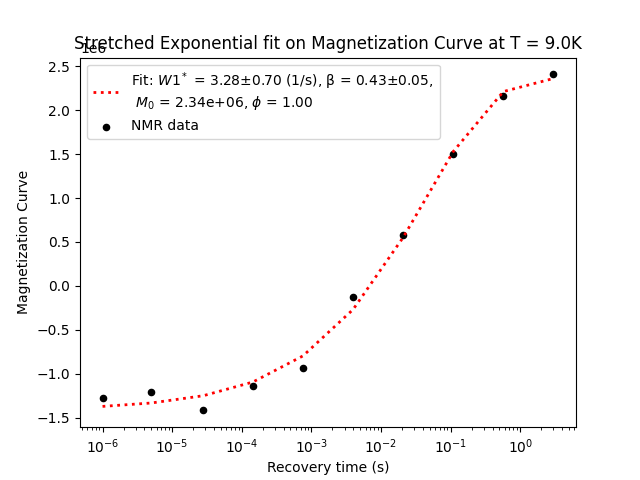 Stretched Exponential fit on Magnetization Curve at T = 9.0K
1e6
Fit: W1* = 3.28±0.70 (1/s), β = 0.43±0.05,
M₀ = 2.34e+06, ϕ = 1.00
NMR data
2.5
2.0
1.5
1.0
0.5
0.0
−0.5
−1.0
−1.5
Magnetization Curve
10⁻⁶ 10⁻⁵ 10⁻⁴ 10⁻³ 10⁻² 10⁻¹ 10⁰
Recovery time (s)